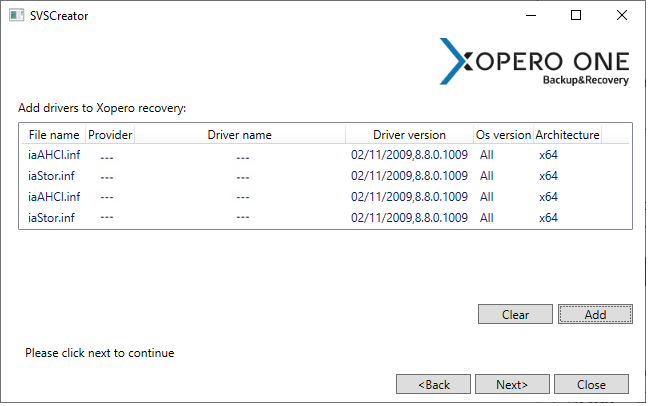 SVSCreator
XOPERO ONE
Backup&Recovery
Add drivers to Xopero recovery:
File name Provider Driver name Driver version Os version Architecture
iaAHCI.inf --- --- 02/11/2009,8.8.0.1009 All x64
iaStor.inf --- --- 02/11/2009,8.8.0.1009 All x64
iaAHCI.inf --- --- 02/11/2009,8.8.0.1009 All x64
iaStor.inf --- --- 02/11/2009,8.8.0.1009 All x64
Clear Add
Please click next to continue
<Back Next> Close